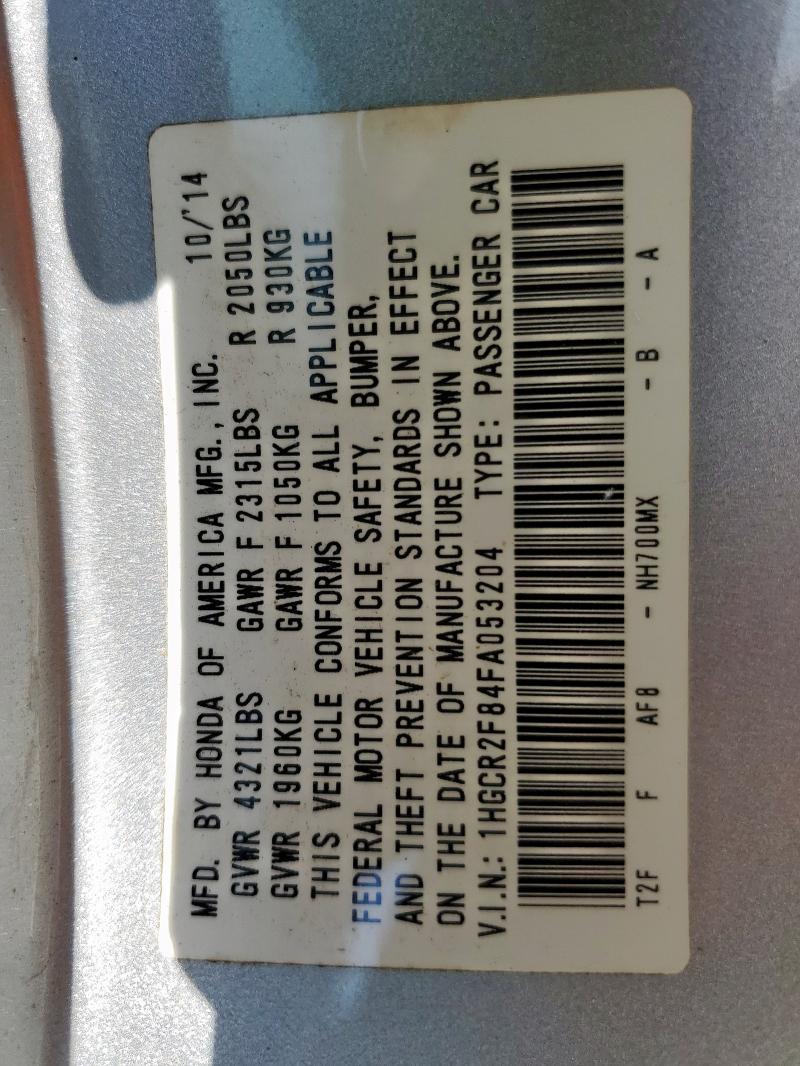 MFD. BY HONDA OF AMERICA MFG., INC. 10/'14
GVWR 4321LBS GAWR F 2315LBS R 2050LBS
GVWR 1960KG GAWR F 1050KG R 930KG
THIS VEHICLE CONFORMS TO ALL APPLICABLE
FEDERAL MOTOR VEHICLE SAFETY, BUMPER,
AND THEFT PREVENTION STANDARDS IN EFFECT
ON THE DATE OF MANUFACTURE SHOWN ABOVE.
V.I.N.: 1HGCR2F84FA053204 TYPE: PASSENGER CAR
T2F F AF8 - NH700MX - B - A